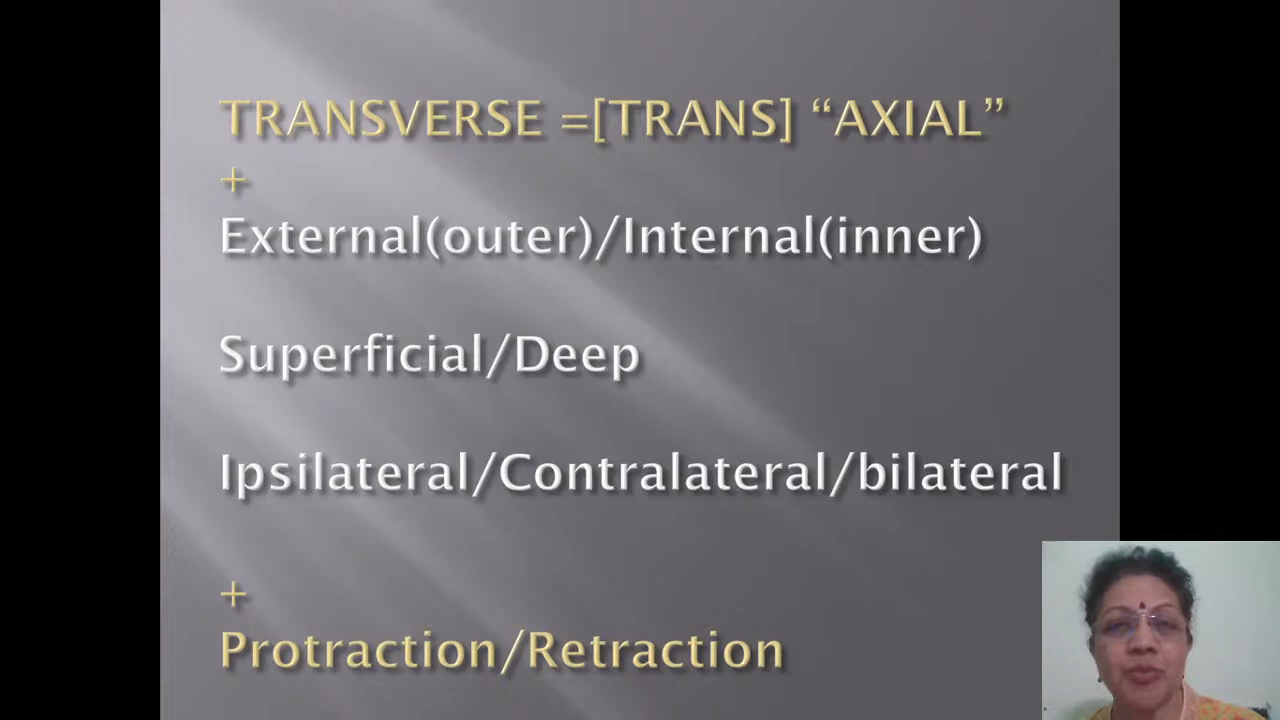 TRANSVERSE =[TRANS] “AXIAL”
+
External(outer)/Internal(inner)
Superficial/Deep
Ipsilateral/Contralateral/bilateral
+
Protraction/Retraction